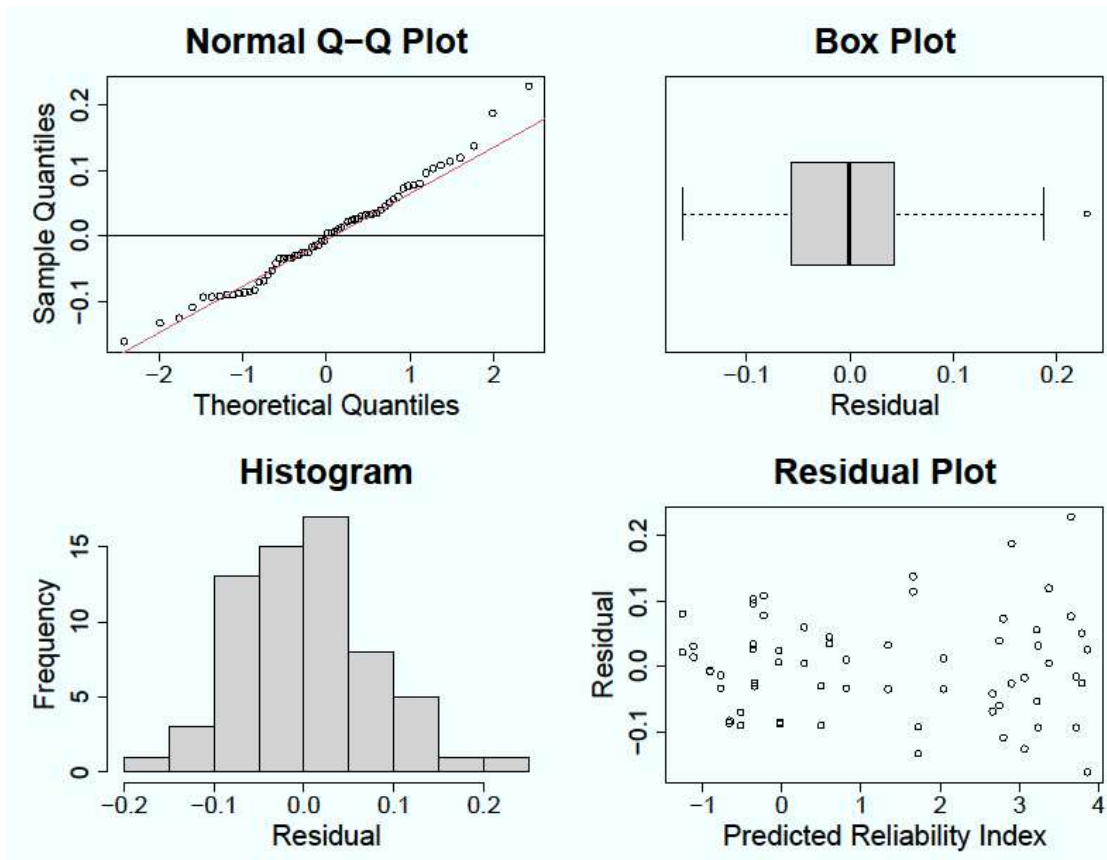 Normal Q−Q Plot
Sample Quantiles
−0.1 0.0 0.1 0.2
−2 −1 0 1 2
Theoretical Quantiles
Box Plot
−0.1 0.0 0.1 0.2
Residual
Histogram
Frequency
0 5 10 15
−0.2 −0.1 0.0 0.1 0.2
Residual
Residual Plot
Residual
−0.1 0.0 0.1 0.2
−1 0 1 2 3 4
Predicted Reliability Index